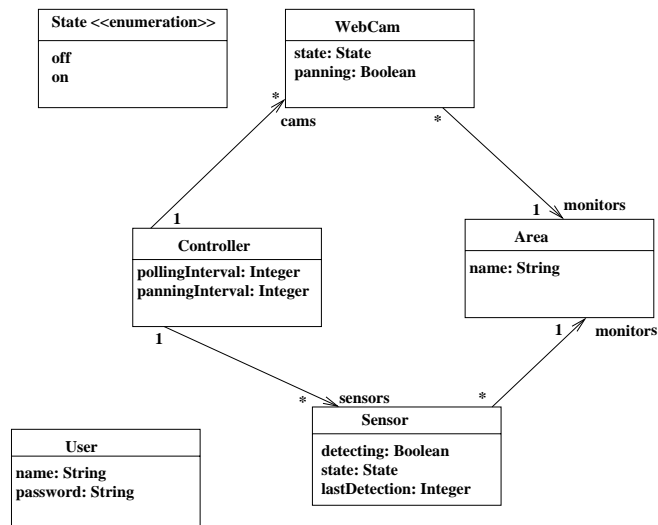 State <<enumeration>>
off
on
WebCam
state: State
panning: Boolean
*
cams
*
1
monitors
1
Controller
pollingInterval: Integer
panningInterval: Integer
Area
name: String
1
monitors
1
*
sensors
*
Sensor
detecting: Boolean
state: State
lastDetection: Integer
User
name: String
password: String